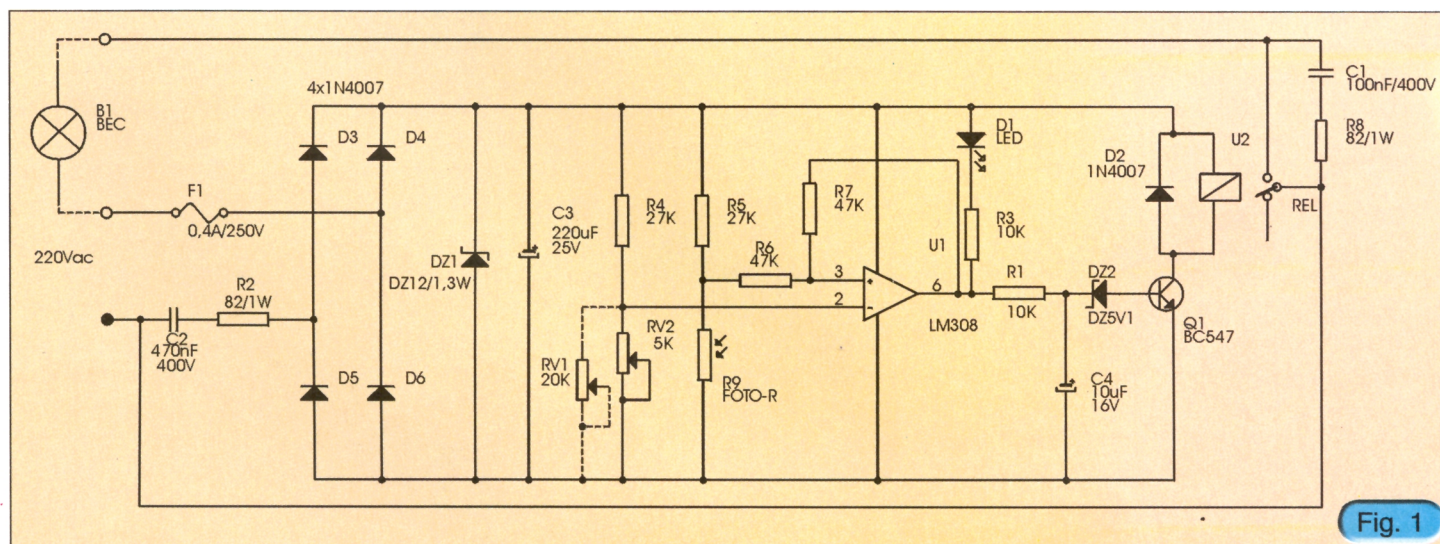 C1
100nF/400V
4x1N4007
B1
BEC
D3
D4
D1
LED
R8
82/1W
U2
D2
1N4007
F1
0,4A/250V
R4
27K
R5
27K
R7
47K
C3
220uF
25V
R3
10K
REL
U1
R6
47K
220Vac
DZ1
DZ12/1,3W
R2
82/1W
3
2
6
R1
10K
DZ2
DZ5V1
LM308
Q1
BC547
C2
470nF
400V
RV2
5K
RV1
20K
R9
FOTO-R
D5
D6
C4
10uF
16V
Fig. 1